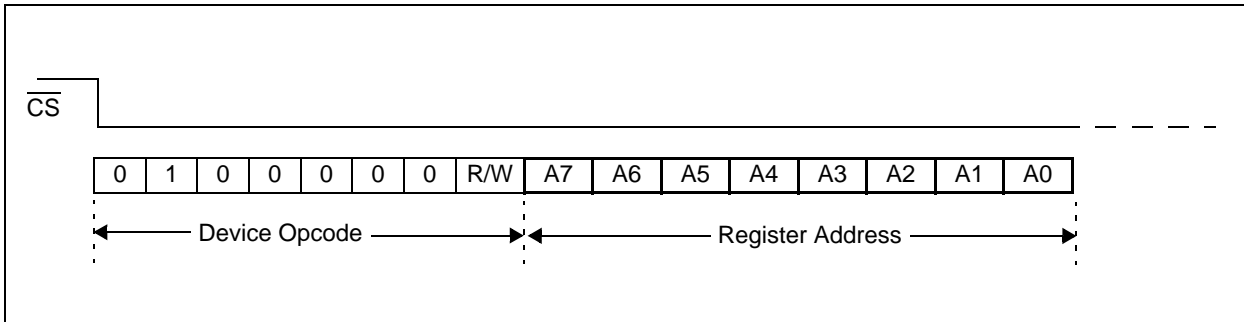 CS
0 1 0 0 0 0 0 R/W A7 A6 A5 A4 A3 A2 A1 A0
Device Opcode Register Address